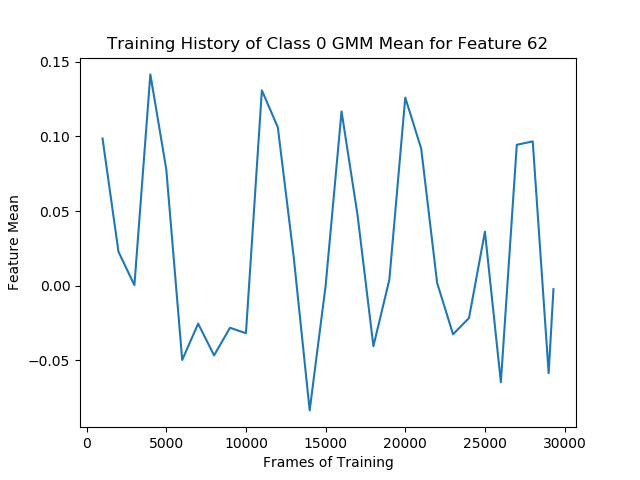 Training History of Class 0 GMM Mean for Feature 62
0.15
0.10
0.05
0.00
−0.05
Feature Mean
0 5000 10000 15000 20000 25000 30000
Frames of Training